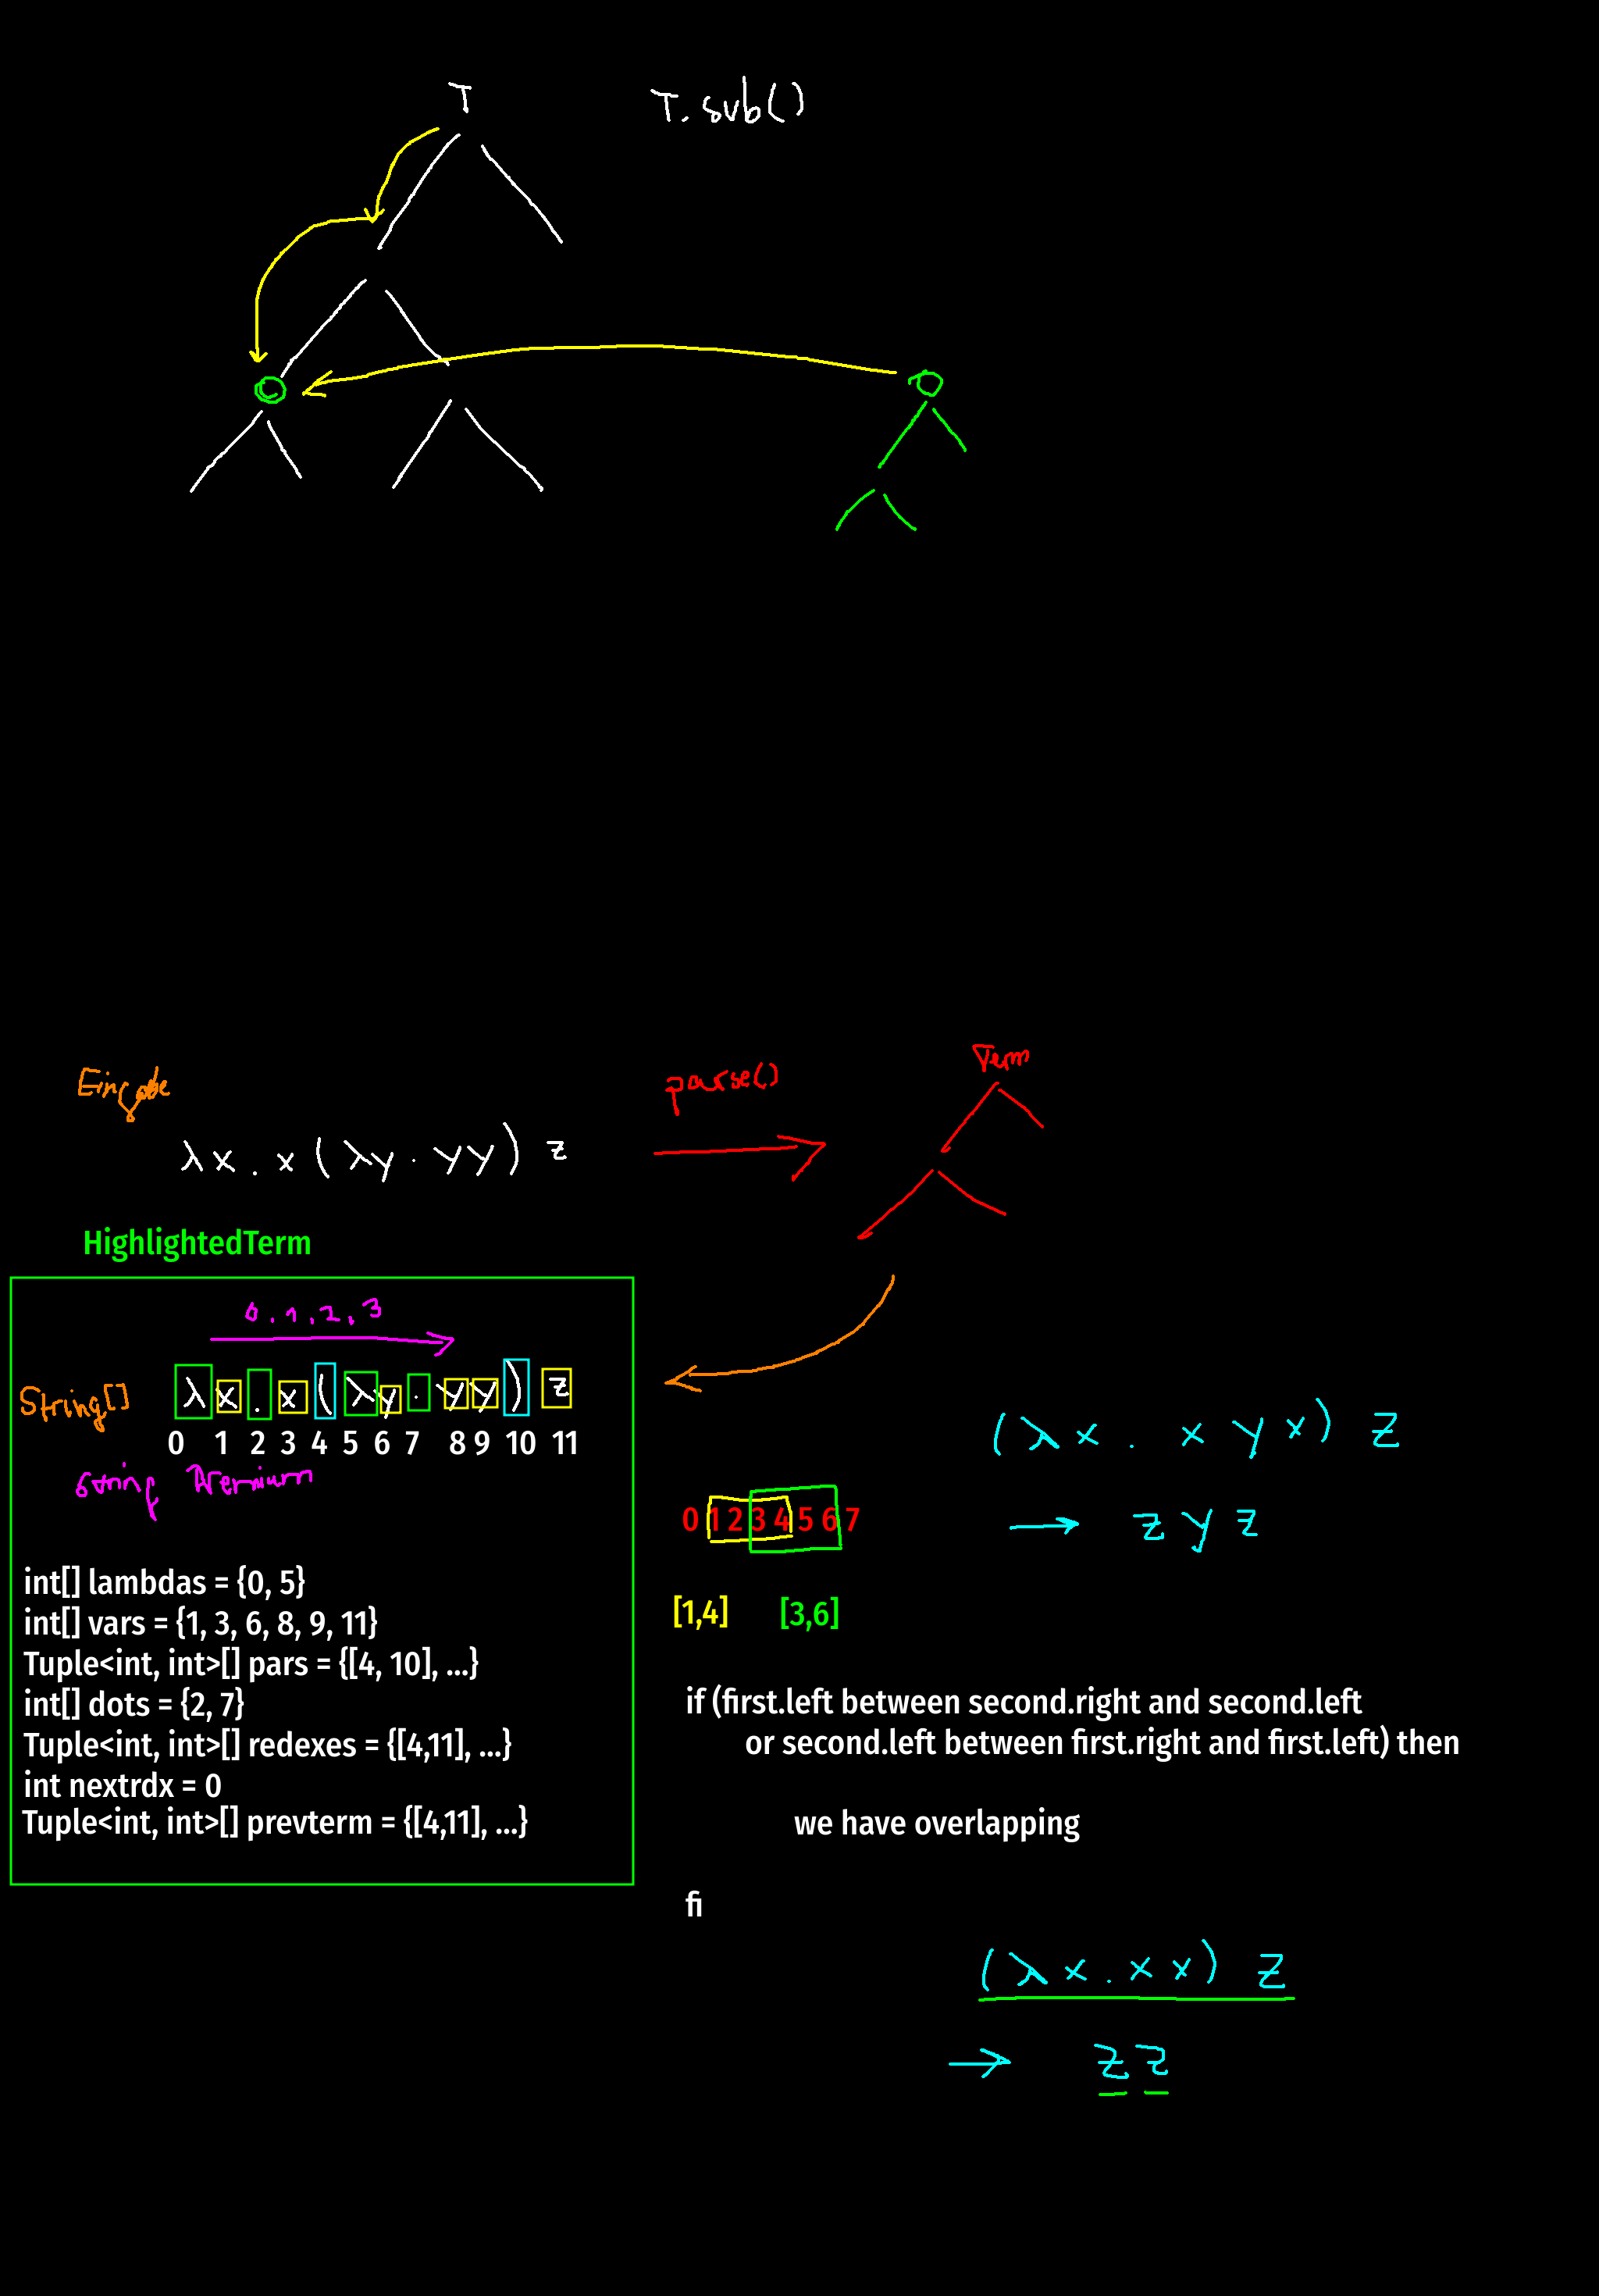 T
T.sub()
Eingabe
parse()
Term
λx.x(λy.yy)z
HighlightedTerm
0, 1, 2, 3
String[]
λx.x(λy.yy)z
0 1 2 3 4 5 6 7 8 9 10 11
String Premium
(λx. x y x) z
→ z y z
0 1 2 3 4 5 6 7
[1,4] [3,6]
int[] lambdas = {0, 5}
int[] vars = {1, 3, 6, 8, 9, 11}
Tuple<int, int>[] pars = {[4, 10], ...}
int[] dots = {2, 7}
Tuple<int, int>[] redexes = {[4,11], ...}
int nextrdx = 0
Tuple<int, int>[] prevterm = {[4,11], ...}
if (first.left between second.right and second.left
or second.left between first.right and first.left) then
we have overlapping
fi
(λx.xx) z
→ z z